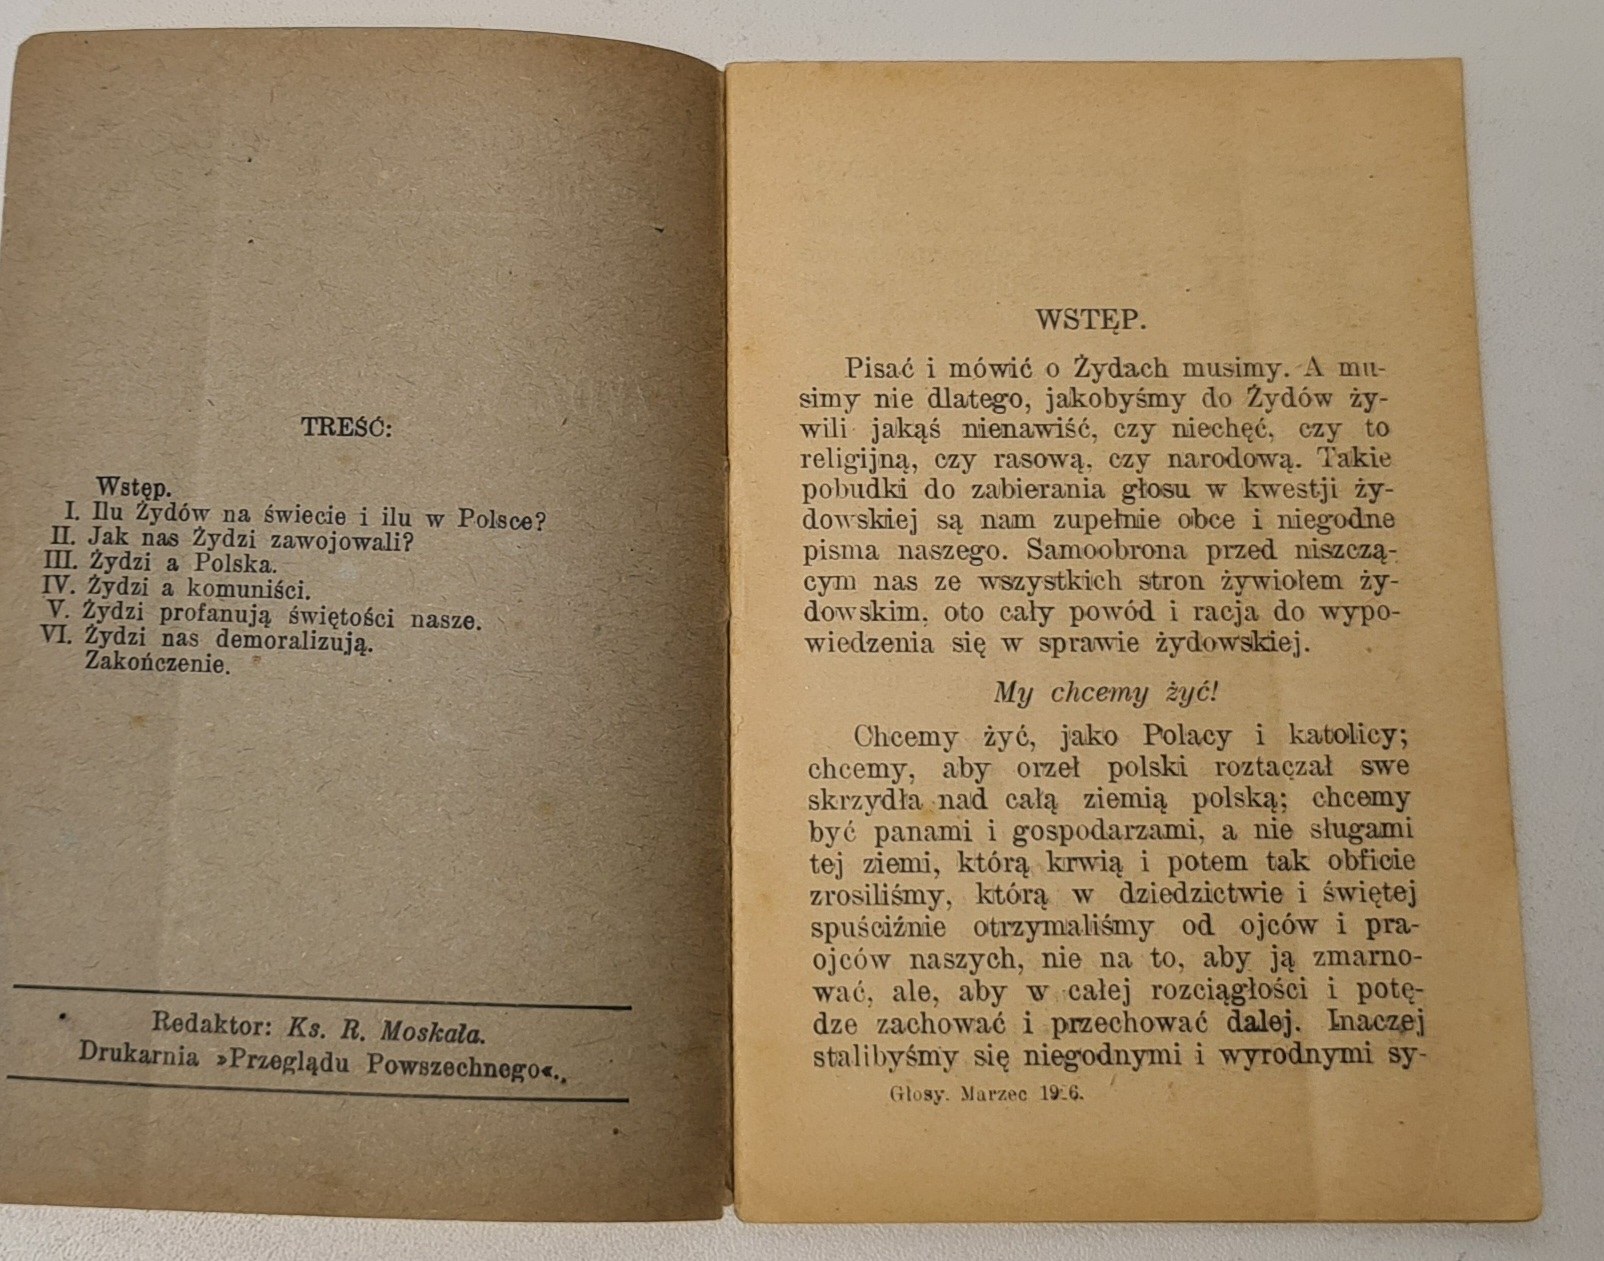 TREŚĆ:
Wstęp.
I. Ilu Żydów na świecie i ilu w Polsce?
II. Jak nas Żydzi zawojowali?
III. Żydzi a Polska.
IV. Żydzi a komuniści.
V. Żydzi profanują świętości nasze.
VI. Żydzi nas demoralizują.
Zakończenie.
Redaktor: Ks. R. Moskała.
Drukarnia »Przeglądu Powszechnego«.
WSTĘP.
Pisać i mówić o Żydach musimy. A mu-
simy nie dlatego, jakobyśmy do Żydów ży-
wili jakąś nienawiść, czy niechęć, czy to
religijną, czy rasową, czy narodową. Takie
pobudki do zabierania głosu w kwestji ży-
dowskiej są nam zupełnie obce i niegodne
pisma naszego. Samoobrona przed niszczą-
cym nas ze wszystkich stron żywiołem ży-
dowskim, oto cały powód i racja do wypo-
wiedzenia się w sprawie żydowskiej.
My chcemy żyć!
Chcemy żyć, jako Polacy i katolicy;
chcemy, aby orzeł polski roztaczał swe
skrzydła nad całą ziemią polską; chcemy
być panami i gospodarzami, a nie sługami
tej ziemi, którą krwią i potem tak obficie
zrosiliśmy, którą w dziedzictwie i świętej
spuściźnie otrzymaliśmy od ojców i pra-
ojców naszych, nie na to, aby ją zmarno-
wać, ale, aby w całej rozciągłości i potę-
dze zachować i przechować dalej. Inaczej
stalibyśmy się niegodnymi i wyrodnymi sy-
Głosy. Marzec